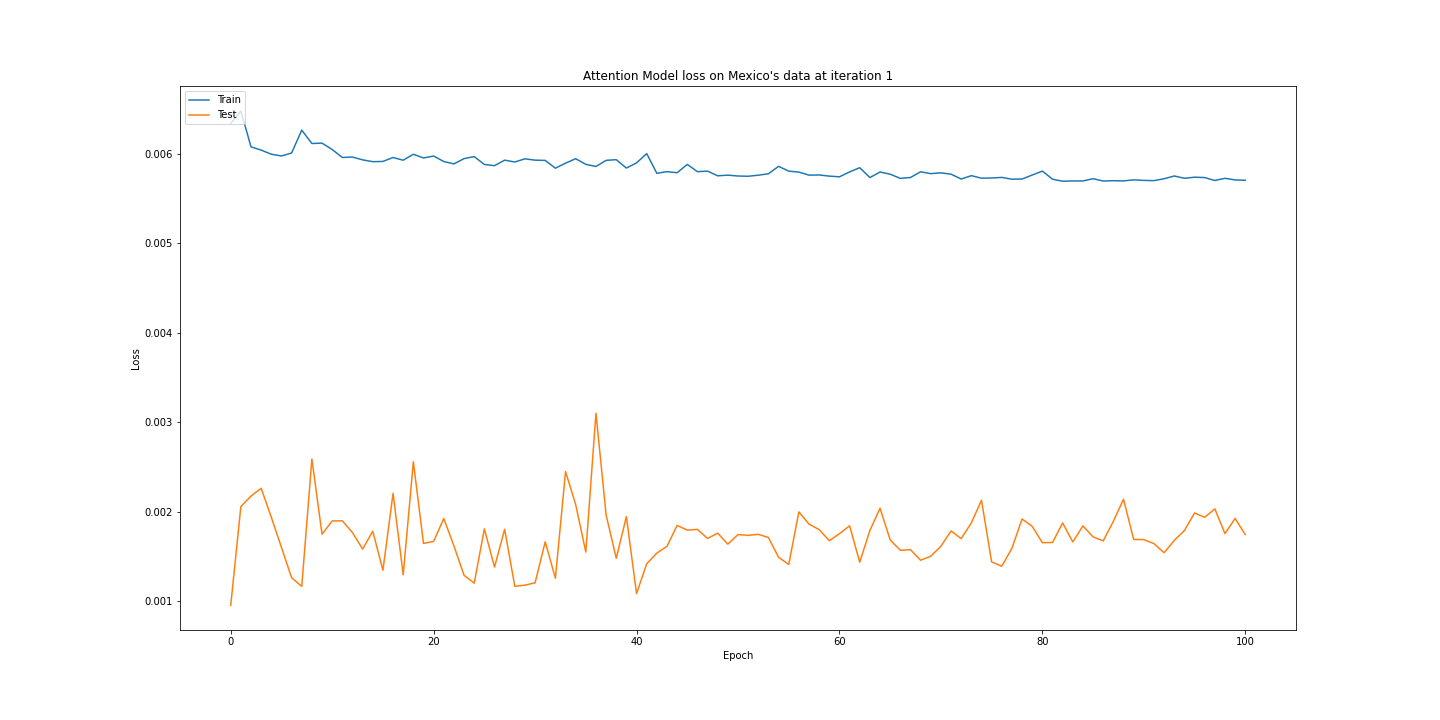 Attention Model loss on Mexico's data at iteration 1
Train
Test
0.006
0.005
0.004
0.003
0.002
0.001
Loss
0 20 40 60 80 100
Epoch